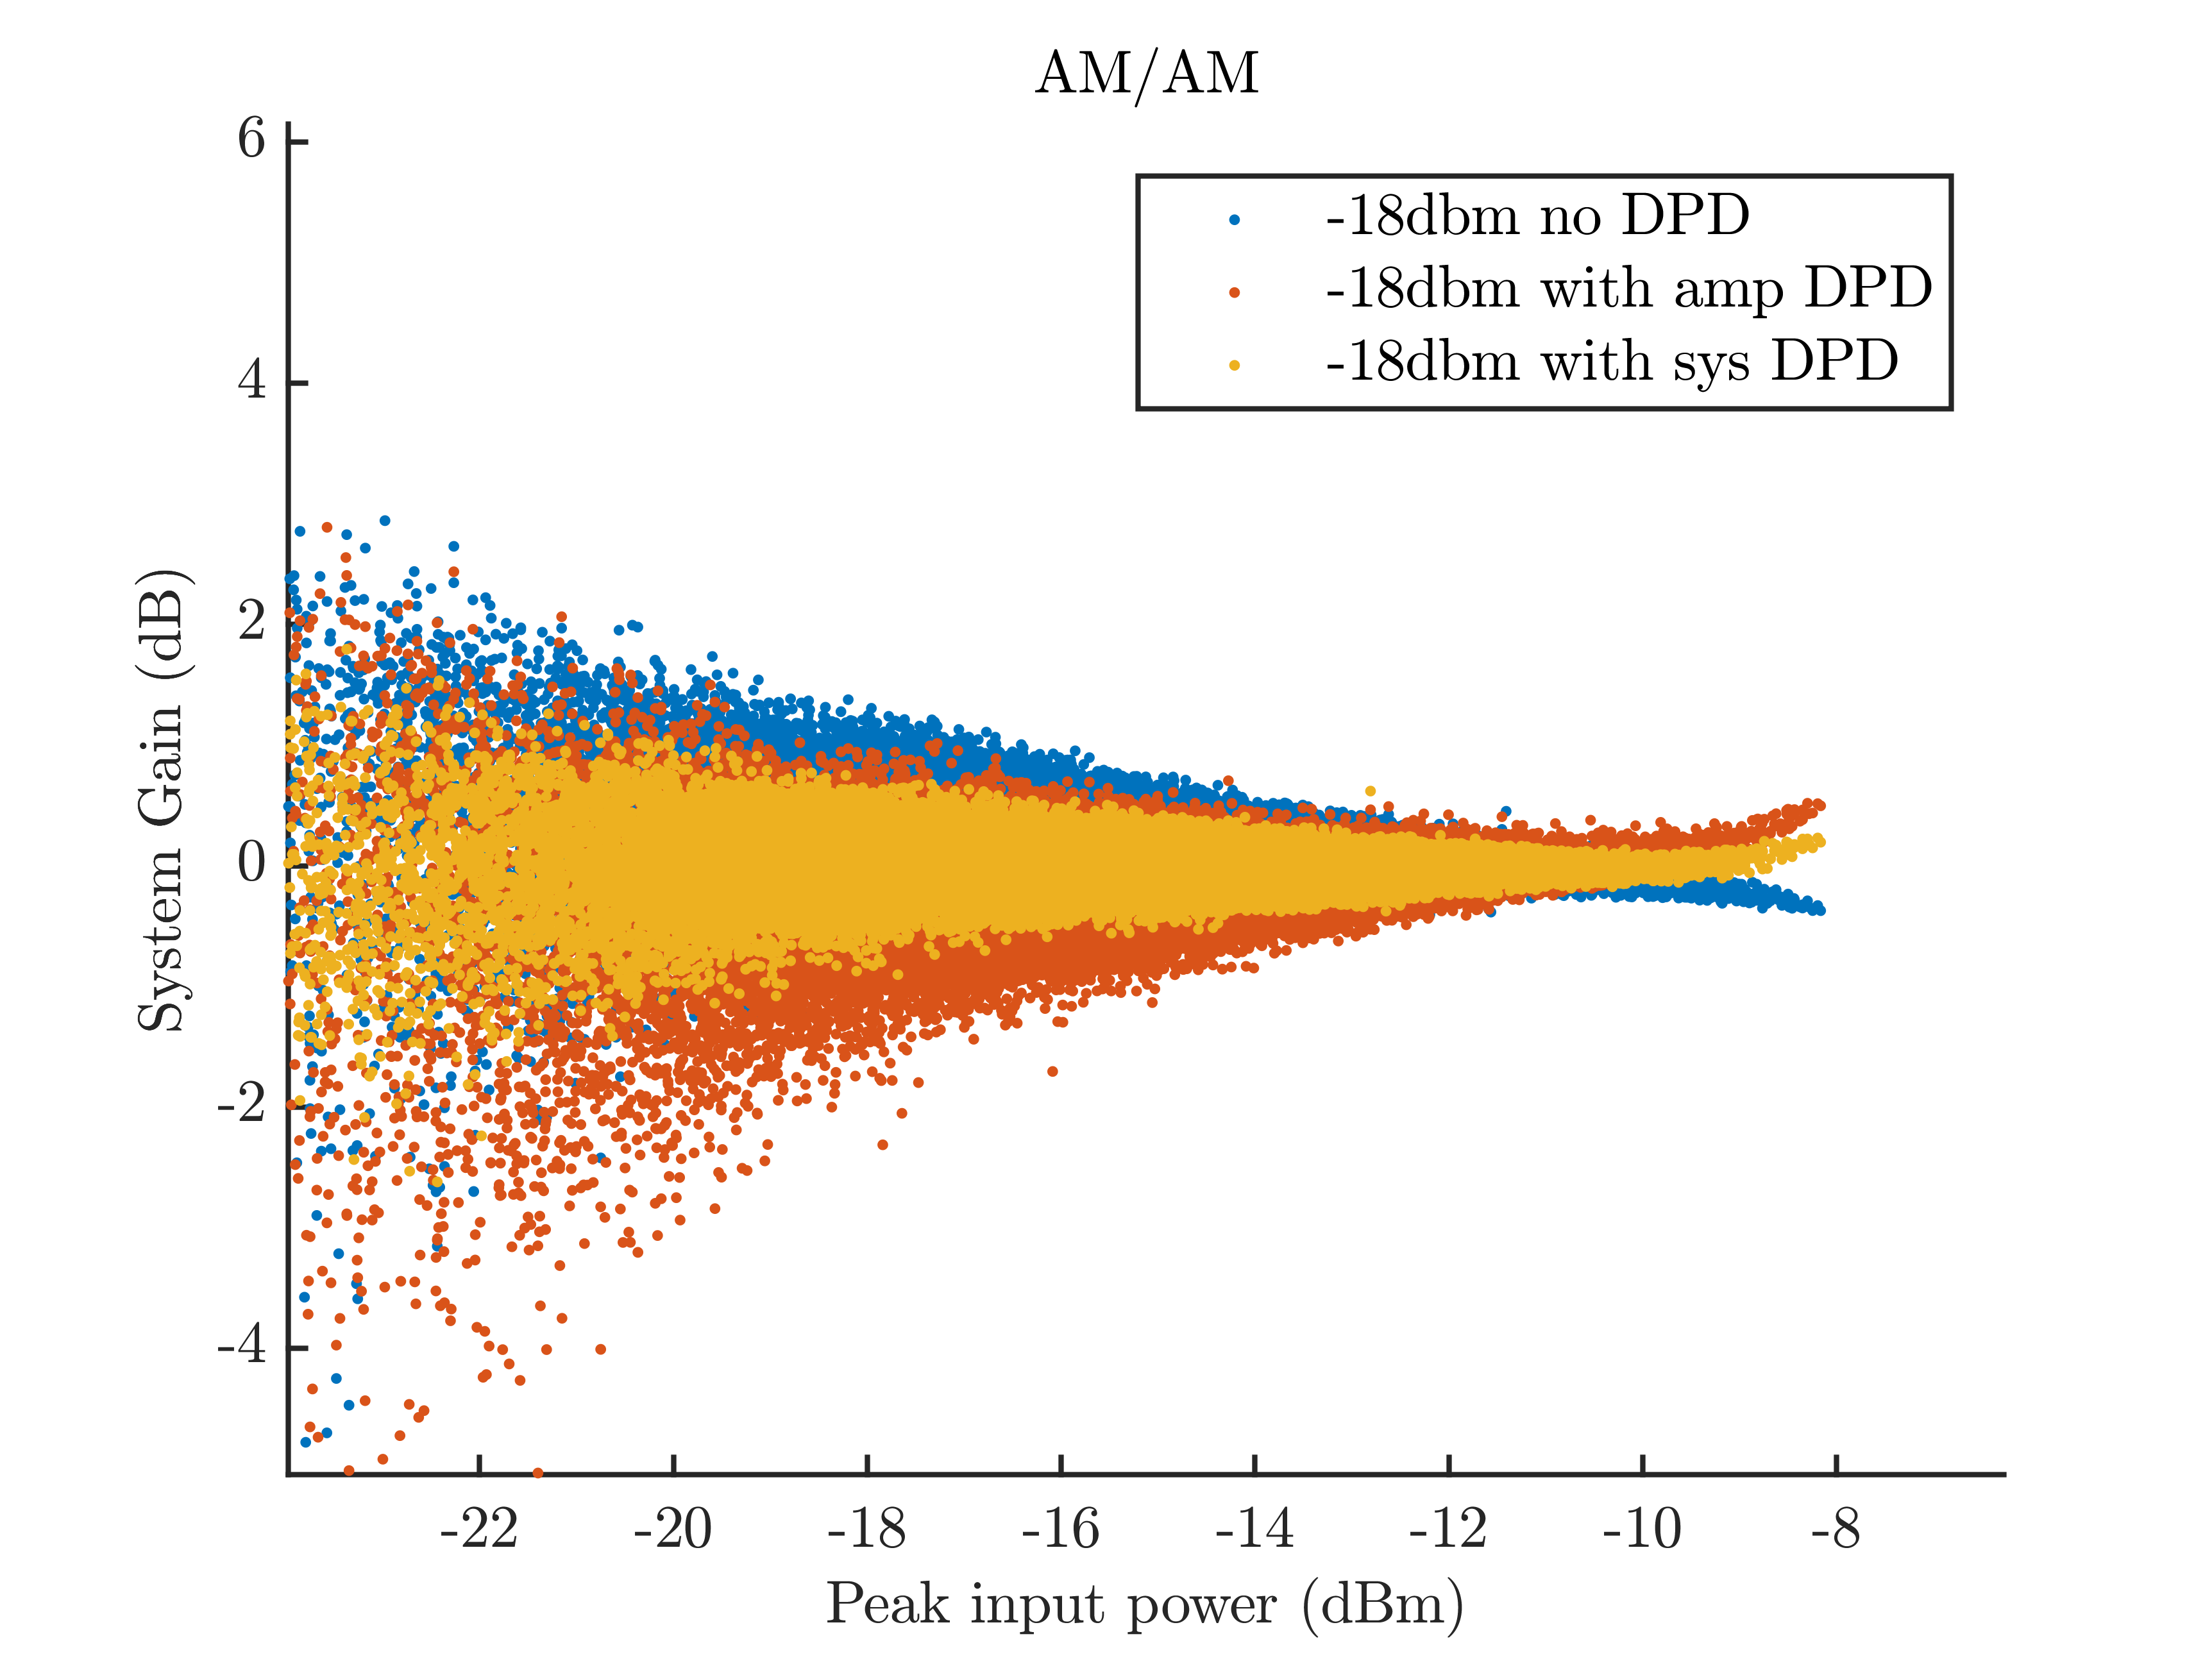 AM/AM
6
4
2
0
-2
-4
System Gain (dB)
-18dbm no DPD
-18dbm with amp DPD
-18dbm with sys DPD
-22 -20 -18 -16 -14 -12 -10 -8
Peak input power (dBm)